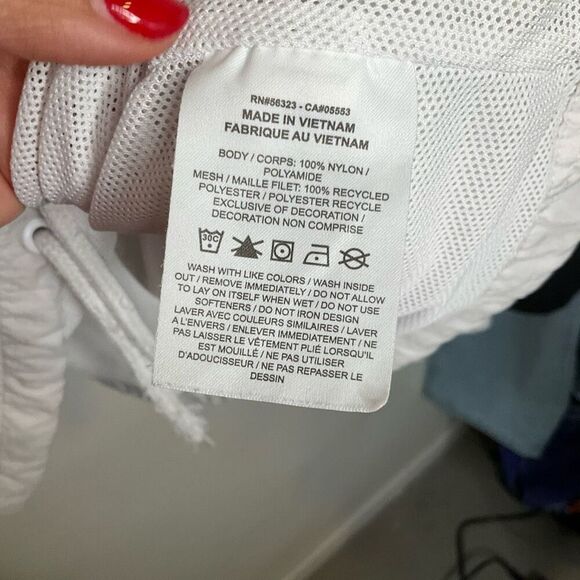 RN#56323 - CA#05553
MADE IN VIETNAM
FABRIQUE AU VIETNAM
BODY / CORPS: 100% NYLON /
POLYAMIDE
MESH / MAILLE FILET: 100% RECYCLED
POLYESTER / POLYESTER RECYCLE
EXCLUSIVE OF DECORATION /
DECORATION NON COMPRISE
30C
WASH WITH LIKE COLORS / WASH INSIDE
OUT / REMOVE IMMEDIATELY / DO NOT ALLOW
TO LAY ON ITSELF WHEN WET / DO NOT USE
SOFTENERS / DO NOT IRON DESIGN
LAVER AVEC COULEURS SIMILAIRES / LAVER
A L'ENVERS / ENLEVER IMMEDIATEMENT / NE
PAS LAISSER LE VÊTEMENT PLIÉ LORSQU'IL
EST MOUILLÉ / NE PAS UTILISER
D'ADOUCISSEUR / NE PAS REPASSER LE
DESSIN